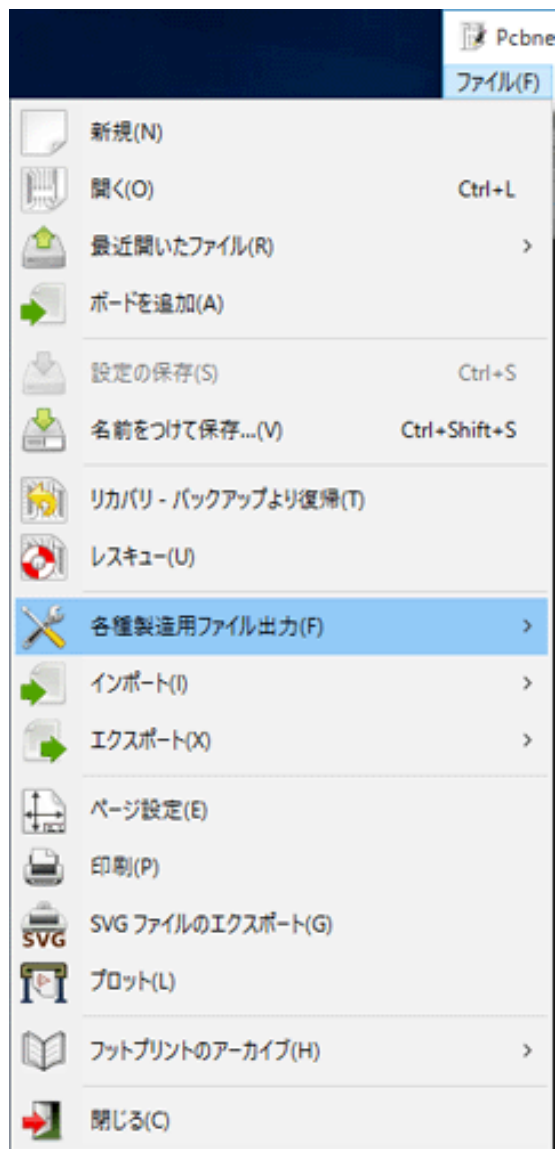 Pcbne
ファイル(F)
新規(N)
開く(O) Ctrl+L
最近開いたファイル(R)
ボードを追加(A)
設定の保存(S) Ctrl+S
名前をつけて保存...(V) Ctrl+Shift+S
リカバリ - バックアップより復帰(T)
レスキュー(U)
各種製造用ファイル出力(F)
インポート(I)
エクスポート(X)
ページ設定(E)
印刷(P)
SVG ファイルのエクスポート(G)
SVG
プロット(L)
フットプリントのアーカイブ(H)
閉じる(C)